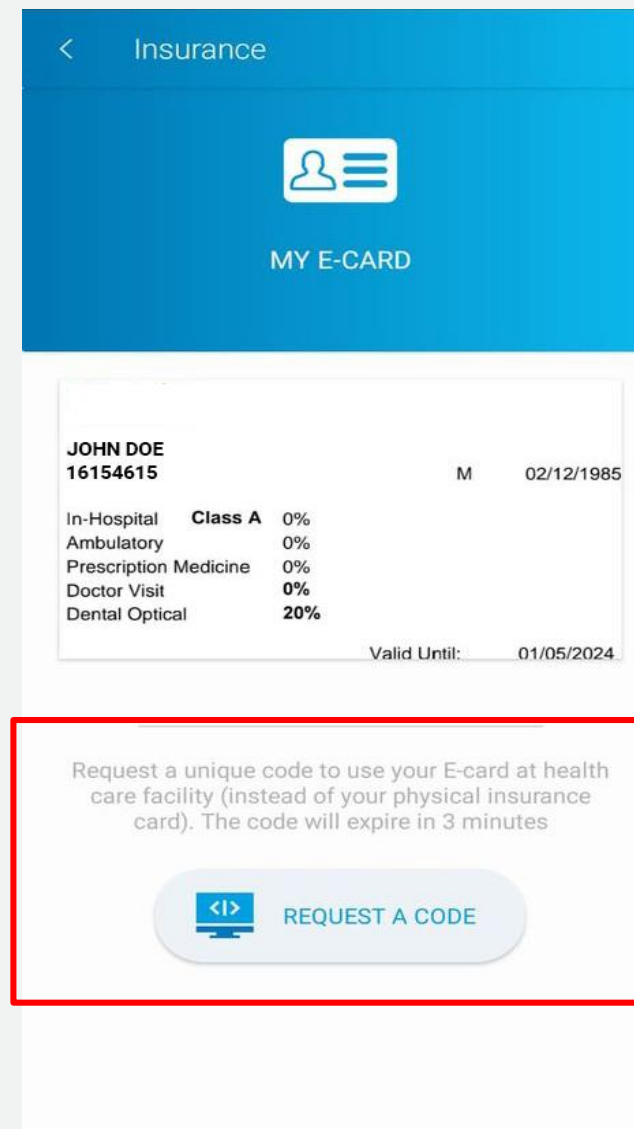 Insurance
MY E-CARD
JOHN DOE
16154615 M 02/12/1985
In-Hospital Class A 0%
Ambulatory 0%
Prescription Medicine 0%
Doctor Visit 0%
Dental Optical 20%
Valid Until: 01/05/2024
Request a unique code to use your E-card at health
care facility (instead of your physical insurance
card). The code will expire in 3 minutes
REQUEST A CODE